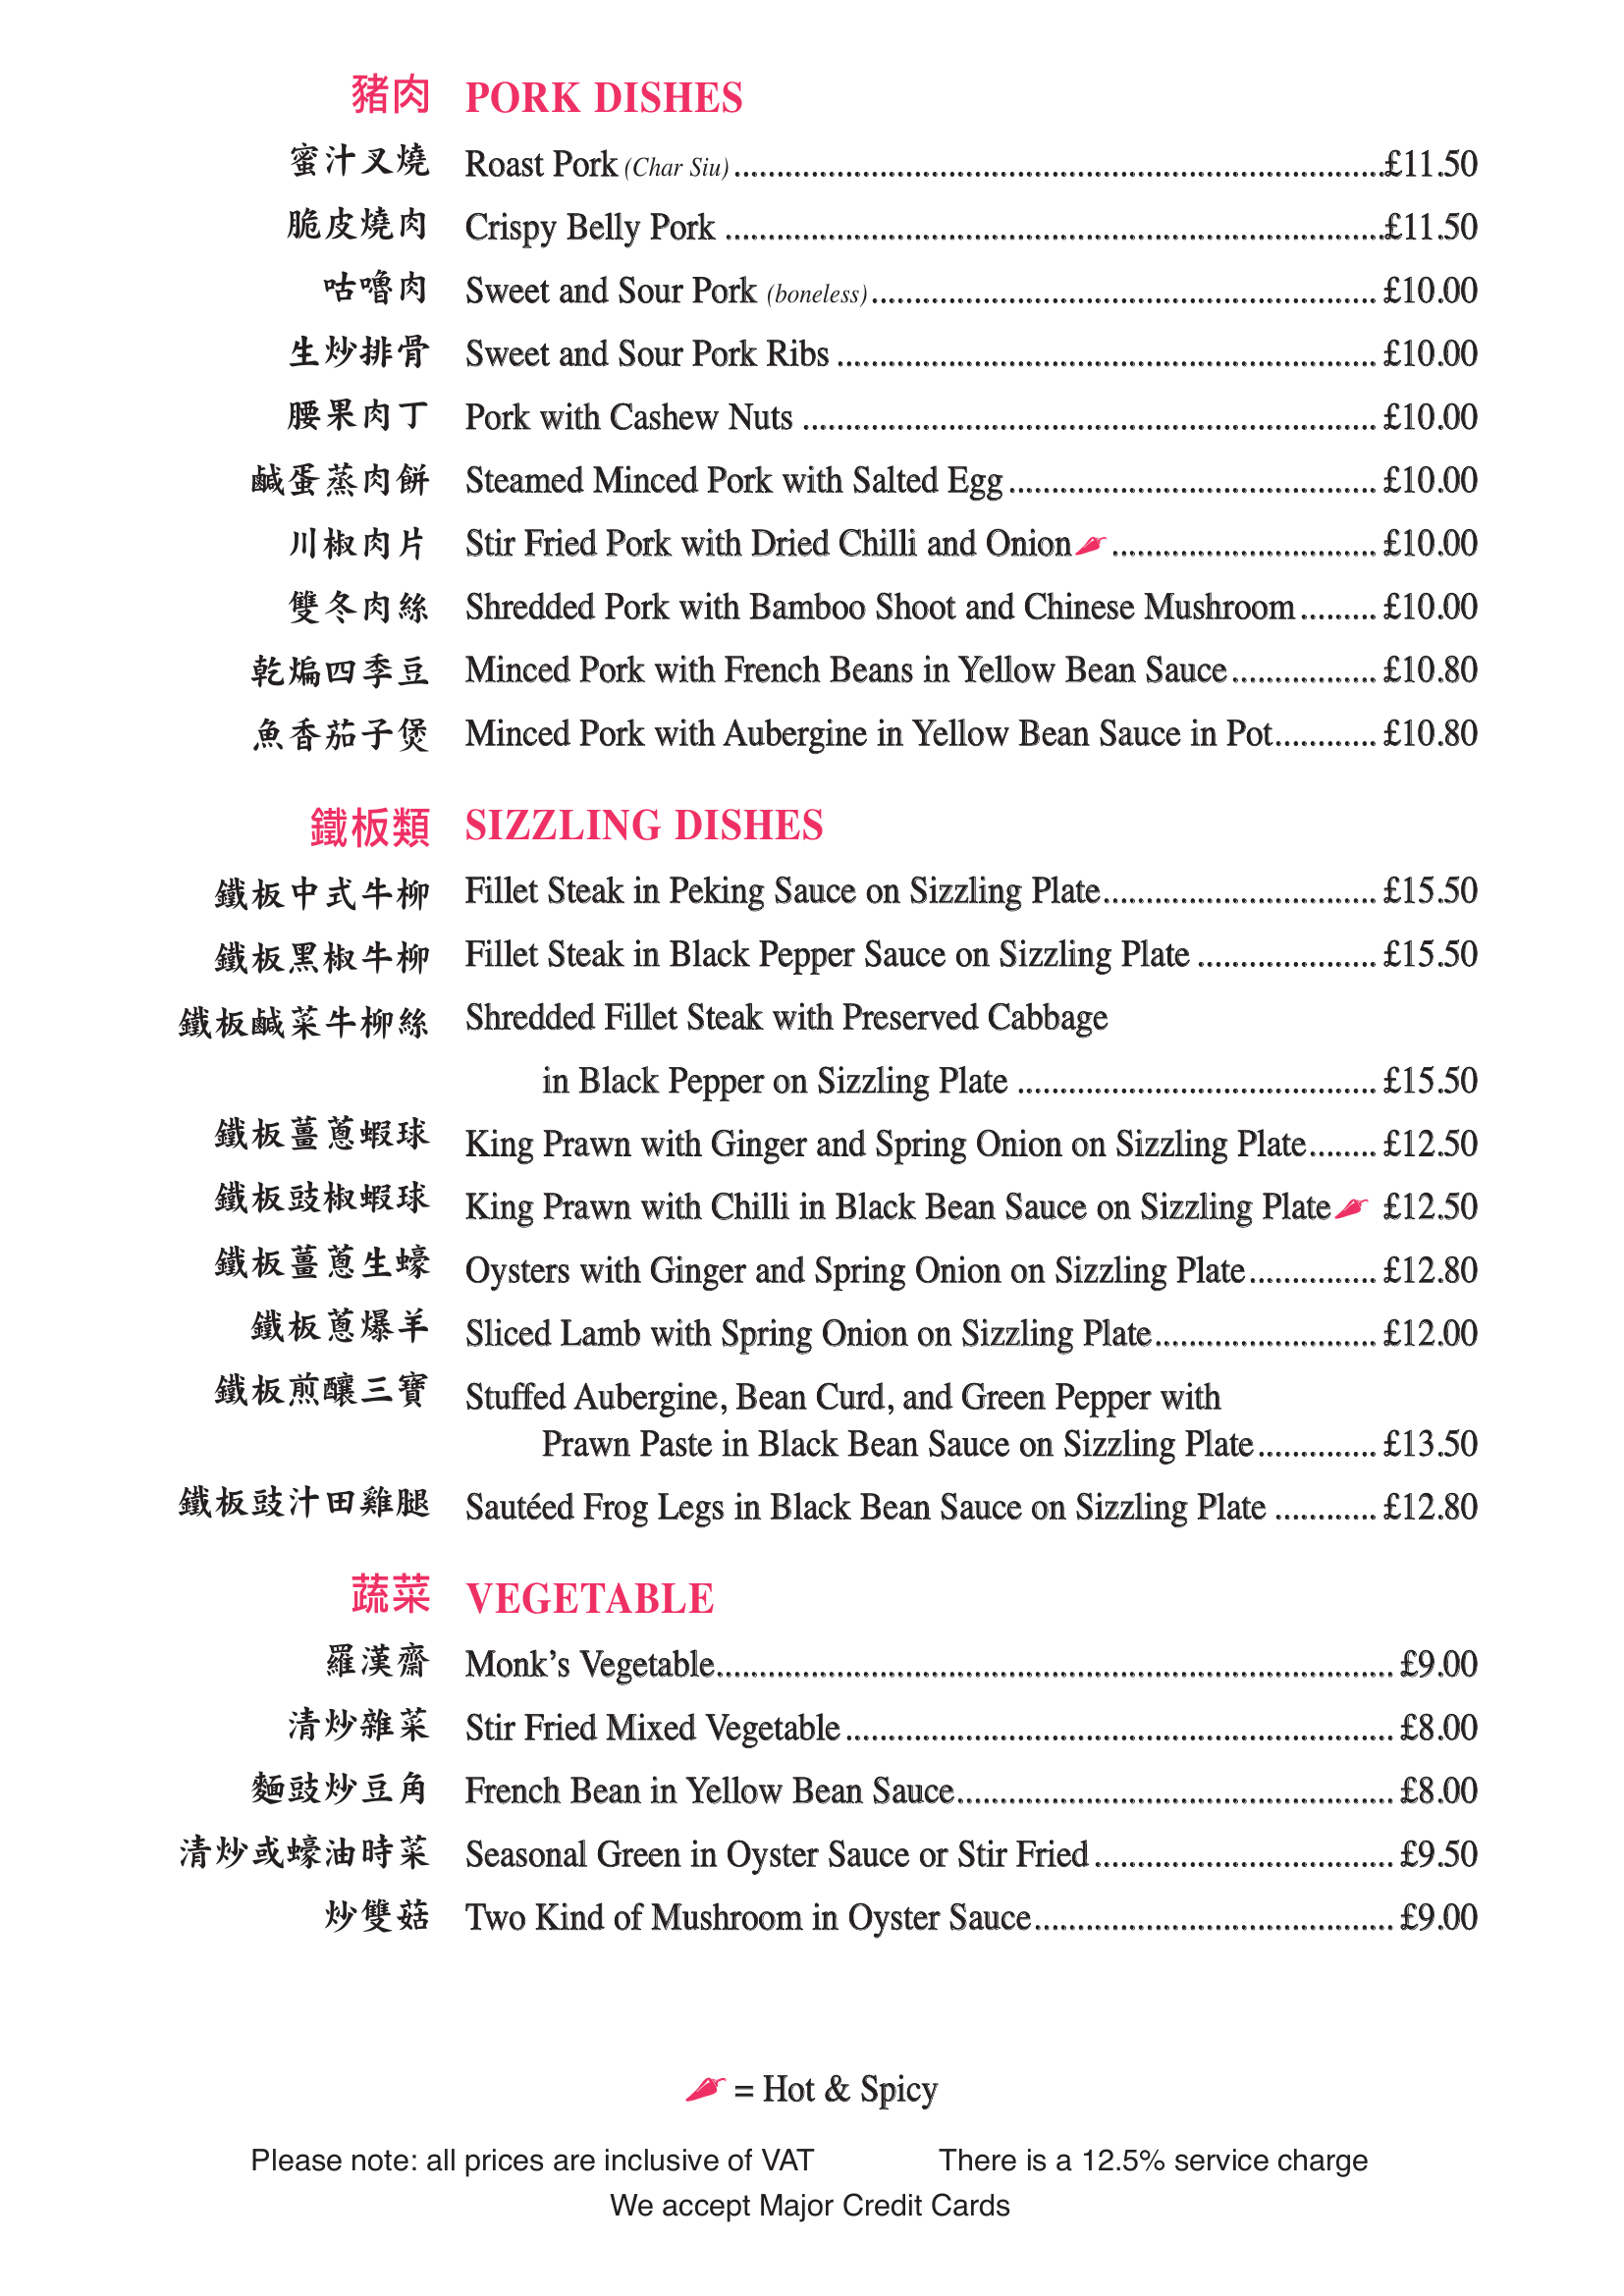 豬肉 PORK DISHES
蜜汁叉燒 Roast Pork (Char Siu) £11.50
脆皮燒肉 Crispy Belly Pork £11.50
咕嚕肉 Sweet and Sour Pork (boneless) £10.00
生炒排骨 Sweet and Sour Pork Ribs £10.00
腰果肉丁 Pork with Cashew Nuts £10.00
鹹蛋蒸肉餅 Steamed Minced Pork with Salted Egg £10.00
川椒肉片 Stir Fried Pork with Dried Chilli and Onion £10.00
雙冬肉絲 Shredded Pork with Bamboo Shoot and Chinese Mushroom £10.00
乾煸四季豆 Minced Pork with French Beans in Yellow Bean Sauce £10.80
魚香茄子煲 Minced Pork with Aubergine in Yellow Bean Sauce in Pot £10.80
鐵板類 SIZZLING DISHES
鐵板中式牛柳 Fillet Steak in Peking Sauce on Sizzling Plate £15.50
鐵板黑椒牛柳 Fillet Steak in Black Pepper Sauce on Sizzling Plate £15.50
鐵板鹹菜牛柳絲 Shredded Fillet Steak with Preserved Cabbage
in Black Pepper on Sizzling Plate £15.50
鐵板薑蔥蝦球 King Prawn with Ginger and Spring Onion on Sizzling Plate £12.50
鐵板豉椒蝦球 King Prawn with Chilli in Black Bean Sauce on Sizzling Plate £12.50
鐵板薑蔥生蠔 Oysters with Ginger and Spring Onion on Sizzling Plate £12.80
鐵板蔥爆羊 Sliced Lamb with Spring Onion on Sizzling Plate £12.00
鐵板煎釀三寶 Stuffed Aubergine, Bean Curd, and Green Pepper with
Prawn Paste in Black Bean Sauce on Sizzling Plate £13.50
鐵板豉汁田雞腿 Sautéed Frog Legs in Black Bean Sauce on Sizzling Plate £12.80
蔬菜 VEGETABLE
羅漢齋 Monk’s Vegetable £9.00
清炒雜菜 Stir Fried Mixed Vegetable £8.00
麵豉炒豆角 French Bean in Yellow Bean Sauce £8.00
清炒或蠔油時菜 Seasonal Green in Oyster Sauce or Stir Fried £9.50
炒雙菇 Two Kind of Mushroom in Oyster Sauce £9.00
= Hot & Spicy
Please note: all prices are inclusive of VAT There is a 12.5% service charge
We accept Major Credit Cards